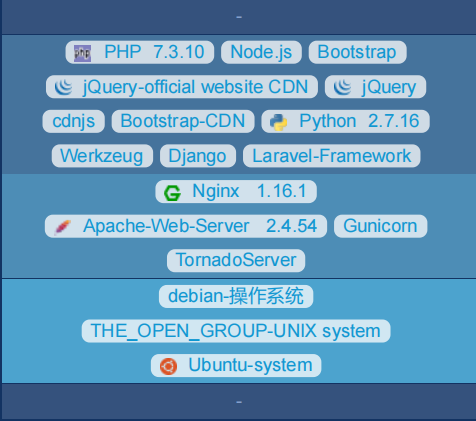 -
PHP 7.3.10 Node.js Bootstrap
jQuery-official website CDN jQuery
cdnjs Bootstrap-CDN Python 2.7.16
Werkzeug Django Laravel-Framework
Nginx 1.16.1
Apache-Web-Server 2.4.54 Gunicorn
TornadoServer
debian-操作系统
THE_OPEN_GROUP-UNIX system
Ubuntu-system
-